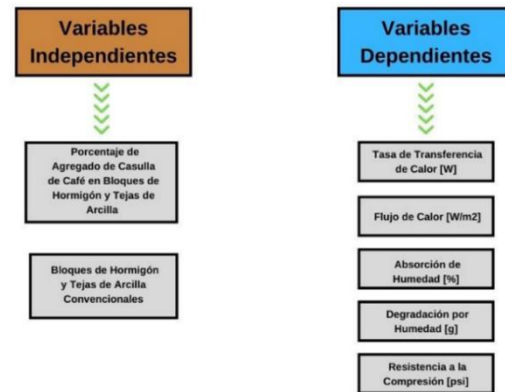 Variables
Independientes
Porcentaje de
Agregado de Casulla
de Café en Bloques de
Hormigón y Tejas de
Arcilla
Bloques de Hormigón
y Tejas de Arcilla
Convencionales
Variables
Dependientes
Tasa de Transferencia
de Calor [W]
Flujo de Calor [W/m2]
Absorción de
Humedad [%]
Degradación por
Humedad [g]
Resistencia a la
Compresión [psi]